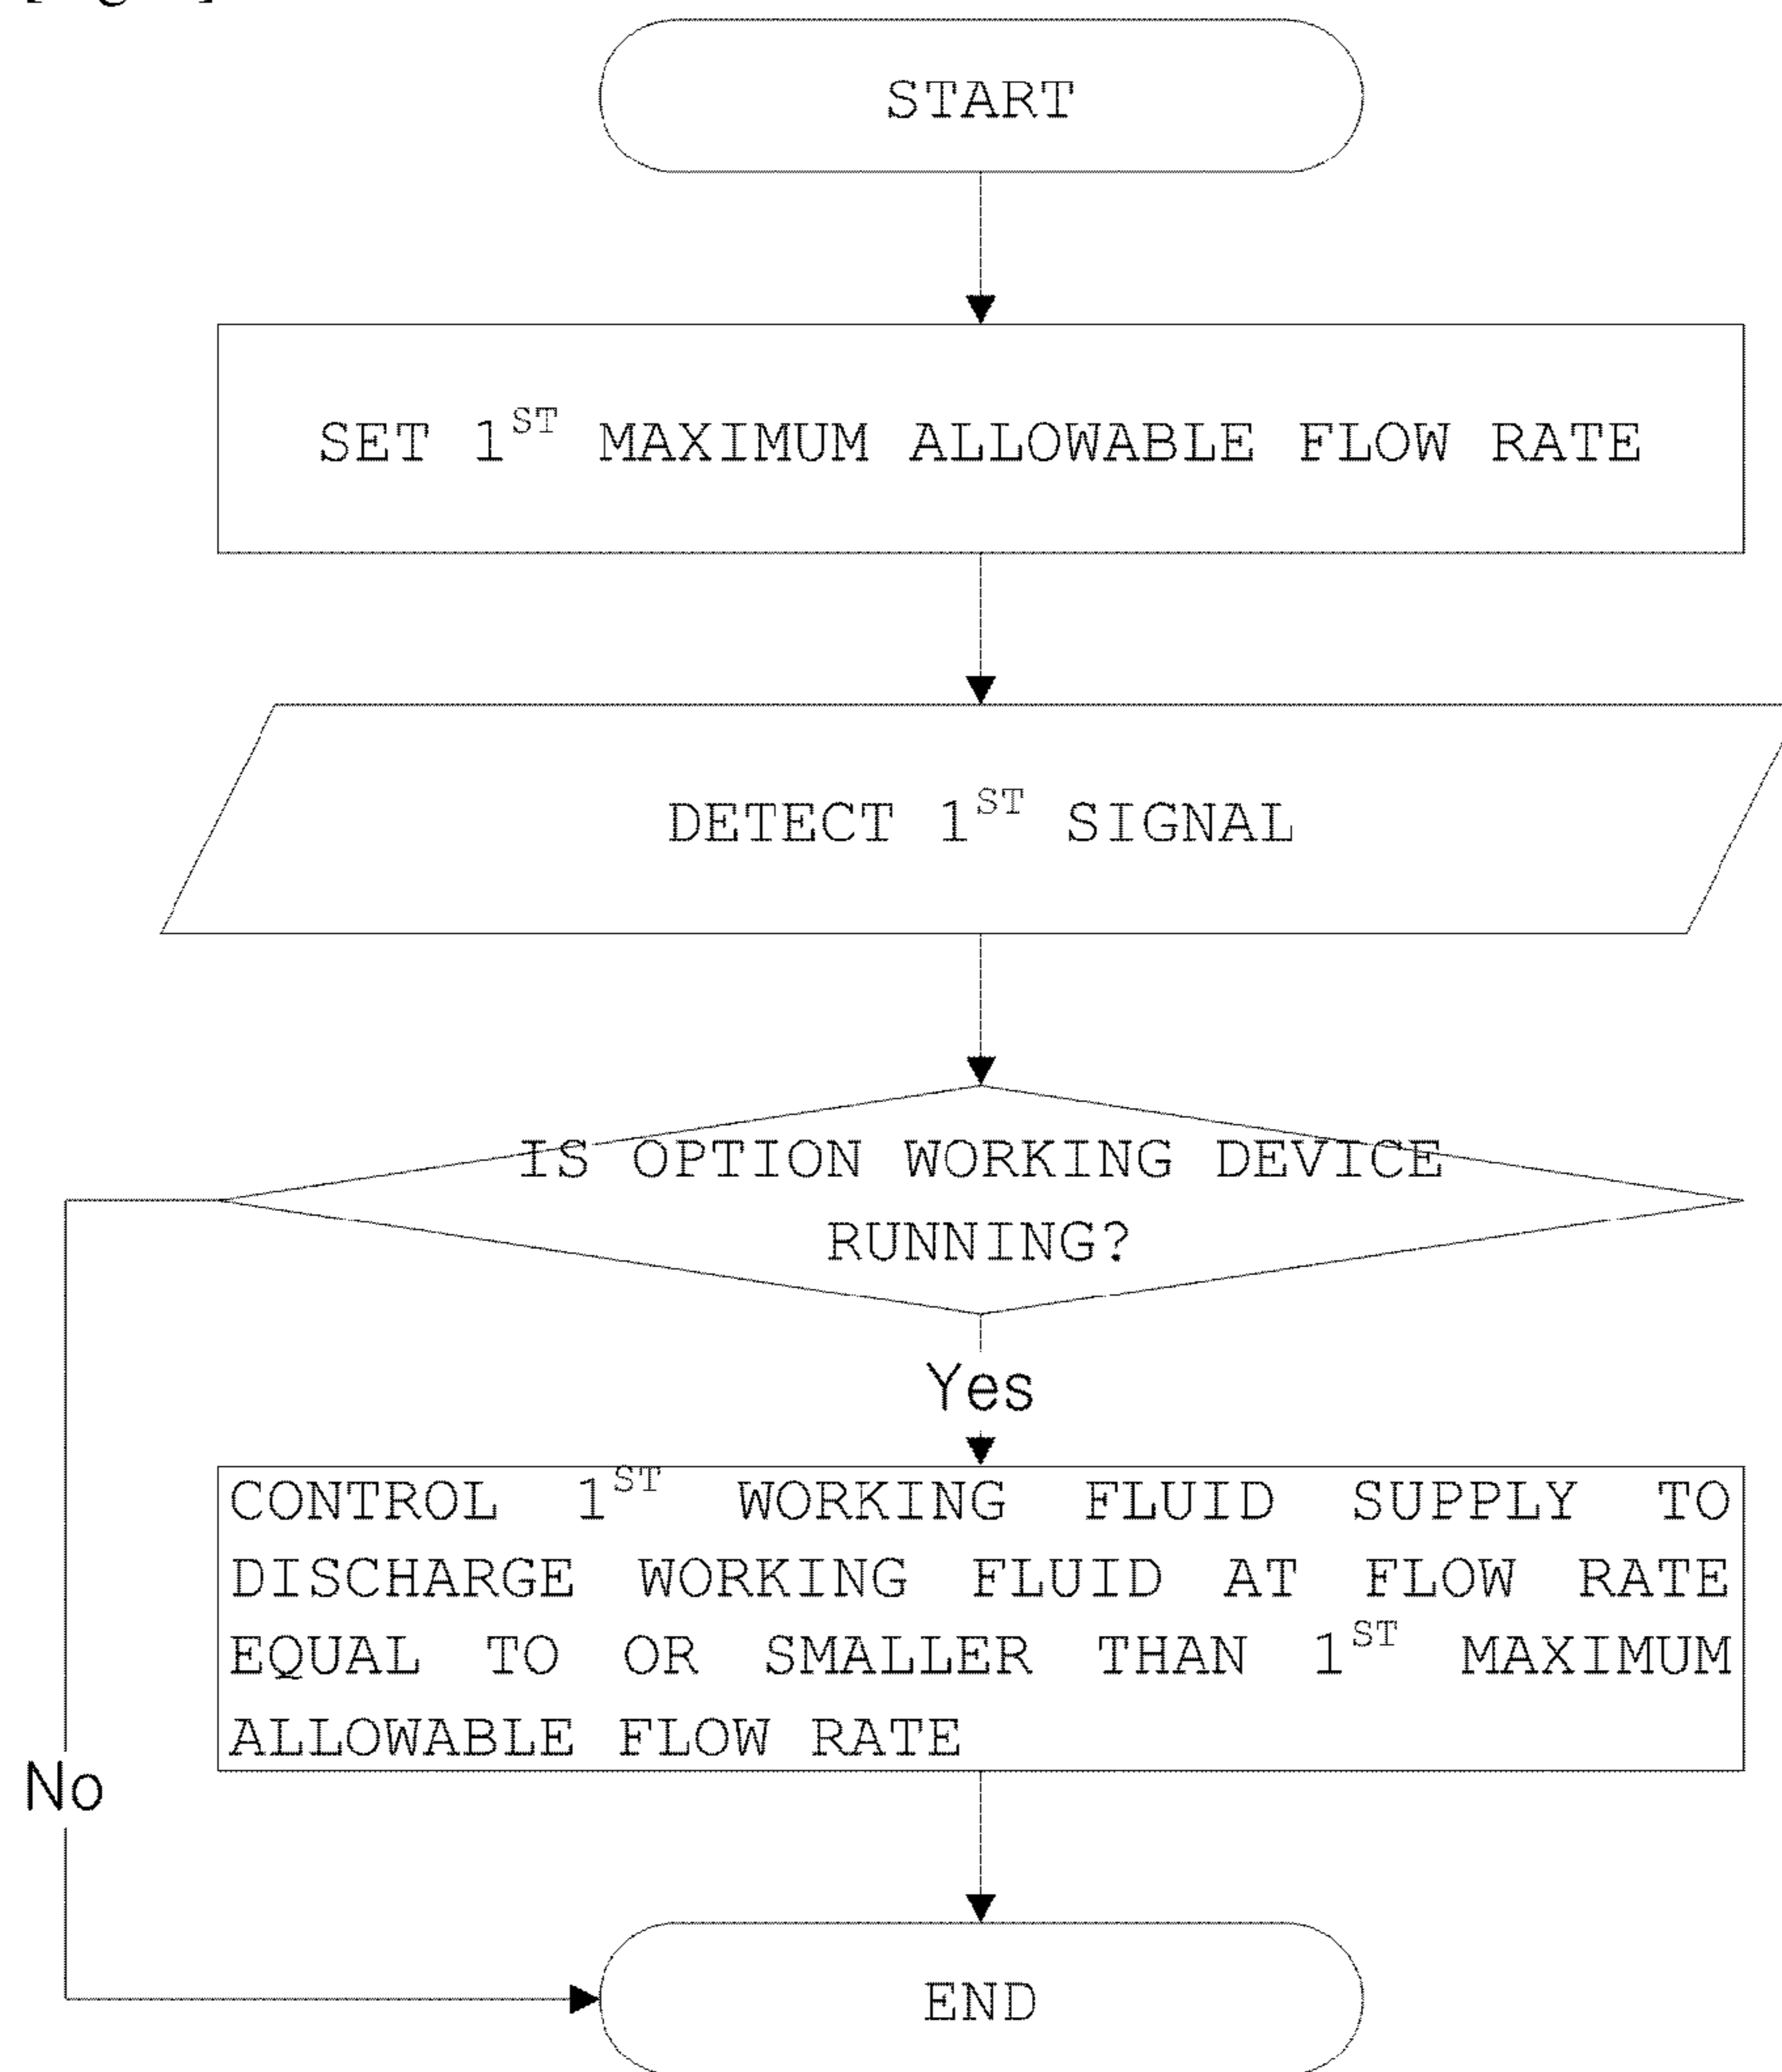 START
SET 1ST MAXIMUM ALLOWABLE FLOW RATE
DETECT 1ST SIGNAL
IS OPTION WORKING DEVICE
RUNNING?
Yes
CONTROL 1ST WORKING FLUID SUPPLY TO
DISCHARGE WORKING FLUID AT FLOW RATE
EQUAL TO OR SMALLER THAN 1ST MAXIMUM
ALLOWABLE FLOW RATE
No
END